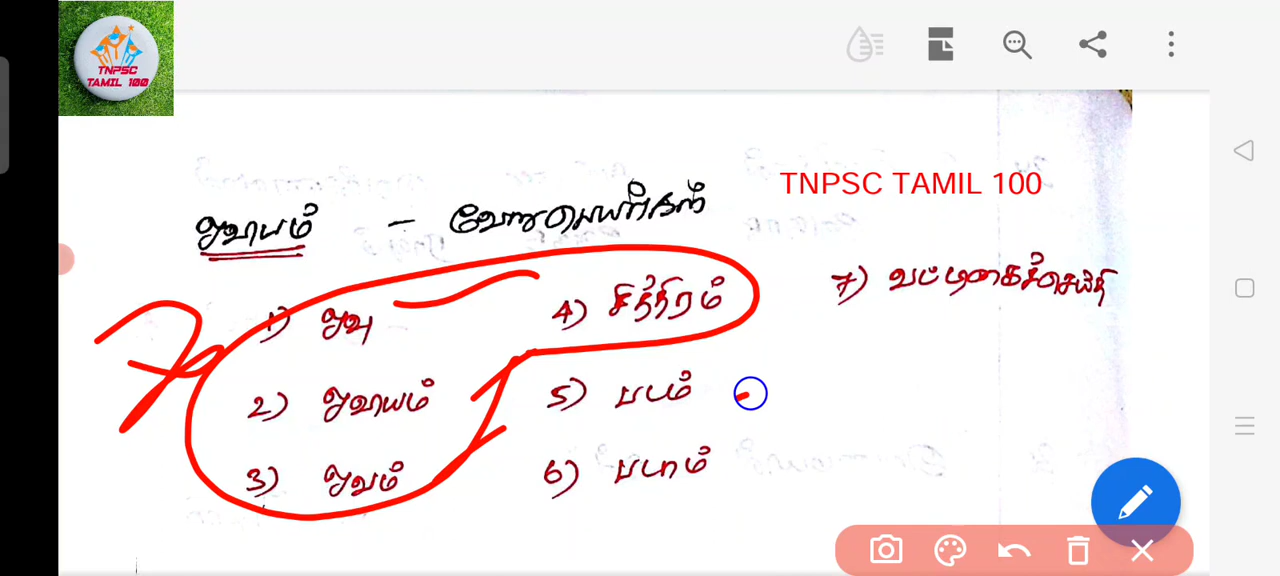 TNPSC
TAMIL 100
TNPSC TAMIL 100
ஓவியம் - வேறுபெயர்கள்
1) ஓவு
2) ஓவியம்
3) ஓவம்
4) சித்திரம்
5) படம்
6) படாம்
7) வட்டிகைச்செய்தி